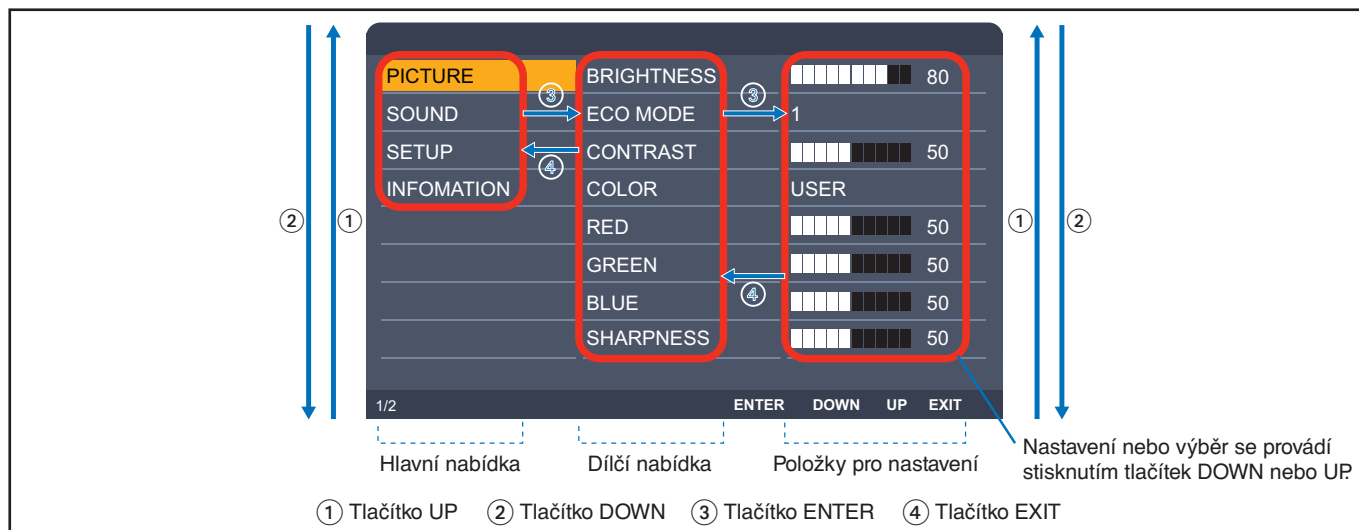 PICTURE BRIGHTNESS 80
③ ③
SOUND ECO MODE 1
SETUP CONTRAST 50
④
INFOMATION COLOR USER
② ① ① ②
RED 50
GREEN 50
④
BLUE 50
SHARPNESS 50
1/2 ENTER DOWN UP EXIT
Hlavní nabídka Dílčí nabídka Položky pro nastavení
Nastavení nebo výběr se provádí
stisknutím tlačítek DOWN nebo UP.
① Tlačítko UP ② Tlačítko DOWN ③ Tlačítko ENTER ④ Tlačítko EXIT